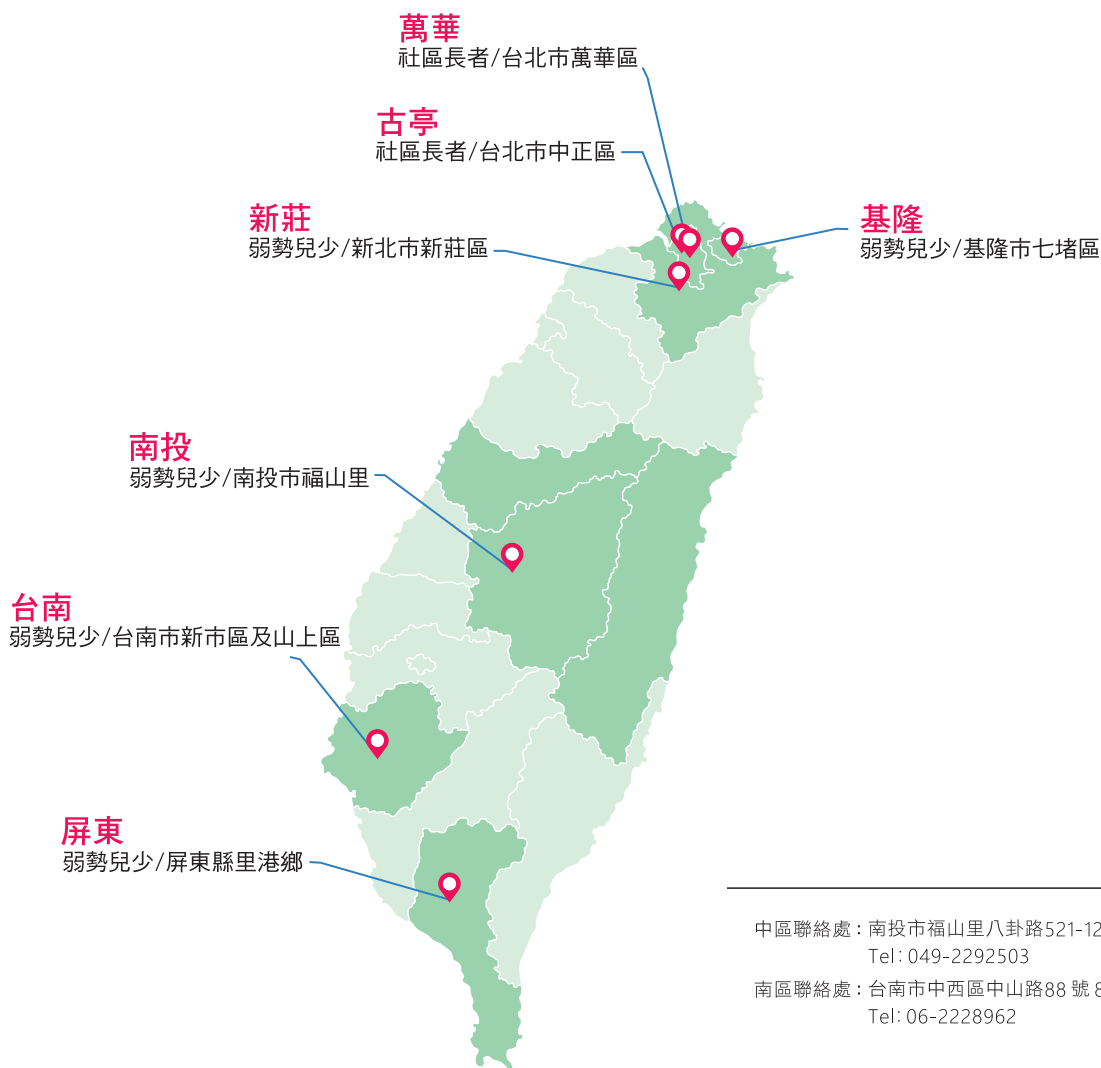 萬華
社區長者/台北市萬華區
古亭
社區長者/台北市中正區
新莊
弱勢兒少/新北市新莊區
基隆
弱勢兒少/基隆市七堵區
南投
弱勢兒少/南投市福山里
台南
弱勢兒少/台南市新市區及山上區
屏東
弱勢兒少/屏東縣里港鄉
中區聯絡處：南投市福山里八卦路521-12
Tel: 049-2292503
南區聯絡處：台南市中西區中山路88 號 8
Tel: 06-2228962